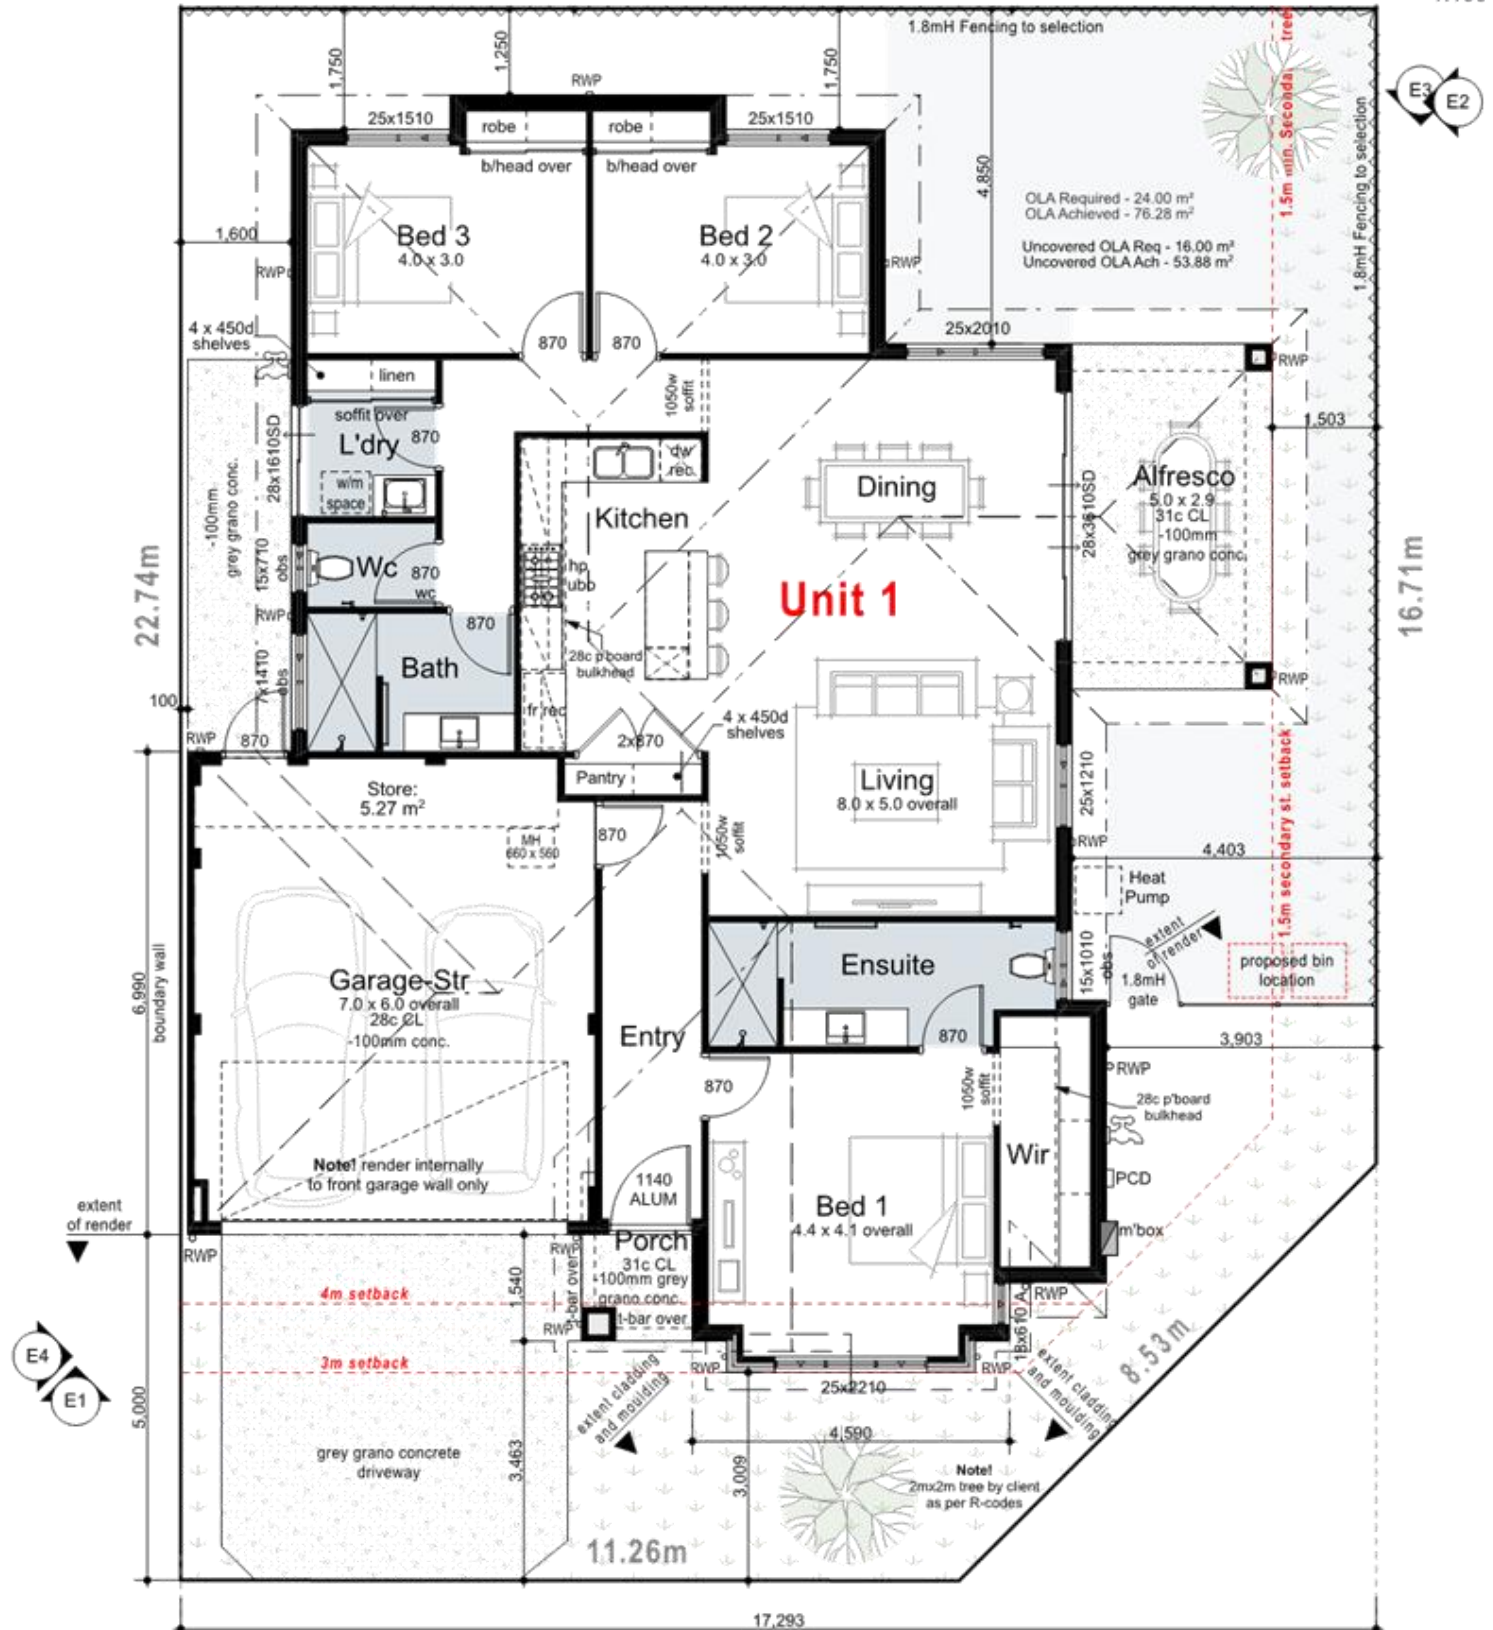 1.8mH Fencing to selection
1,750
1,250
1,750
RWP
25x1510
robe
robe
25x1510
b/head over
b/head over
E3
E2
1.8mH Fencing to selection
4,850
OLA Required - 24.00 m²
OLA Achieved - 76.28 m²
Uncovered OLA Req - 16.00 m²
Uncovered OLA Ach - 53.88 m²
1,600
Bed 3
4.0 x 3.0
Bed 2
4.0 x 3.0
RWP
RWP
4 x 450d
shelves
870
870
25x2010
RWP
linen
1050w
soffit
soffit over
870
L'dry
w/m
space
28x1610SD
-100mm
grey grano conc.
dw
rec.
Kitchen
Dining
28x3610SD
Alfresco
5.0 x 2.9
31c CL
-100mm
grey grano conc.
1,503
22.74m
16.71m
15x710
obs
Wc
870
wc
hp
ubo
Unit 1
RWP
870
Bath
28c p'board
bulkhead
7x1410
obs
fr rec
RWP
100
RWP
870
2x870
4 x 450d
shelves
Pantry
Living
8.0 x 5.0 overall
25x1210
1.5m secondary st. setback
Store:
5.27 m²
MH
660 x 560
870
1050w
soffit
RWP
4,403
Heat
Pump
extent
of render
6,990
boundary wall
Garage-Str
7.0 x 6.0 overall
28c CL
-100mm conc.
Ensuite
15x1010
obs
1.8mH
gate
proposed bin
location
Entry
870
3,903
870
1050w
soffit
RWP
28c p'board
bulkhead
Wir
PCD
m'box
Note! render internally
to front garage wall only
1140
ALUM
Bed 1
4.4 x 4.1 overall
extent
of render
RWP
RWP
Porch
31c CL
-100mm grey
grano conc.
t-bar over
t-bar over
1,540
RWP
4m setback
RWP
18x610 A
E4
E1
3m setback
RWP
RWP
25x2210
extent cladding
and moulding
extent cladding
and moulding
8.53m
5,000
4,590
grey grano concrete
driveway
3,463
3,009
Note!
2mx2m tree by client
as per R-codes
11.26m
17,293